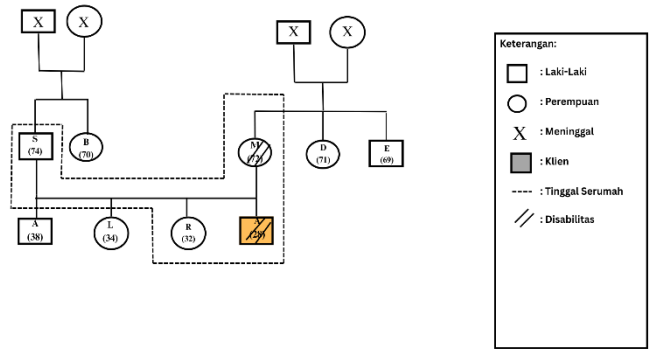 X X
X X
S
(74)
B
(70)
M
(72)
D
(71)
E
(69)
A
(38)
L
(34)
R
(32)
A
(28)
Keterangan:
: Laki-Laki
: Perempuan
X : Meninggal
: Klien
: Tinggal Serumah
: Disabilitas